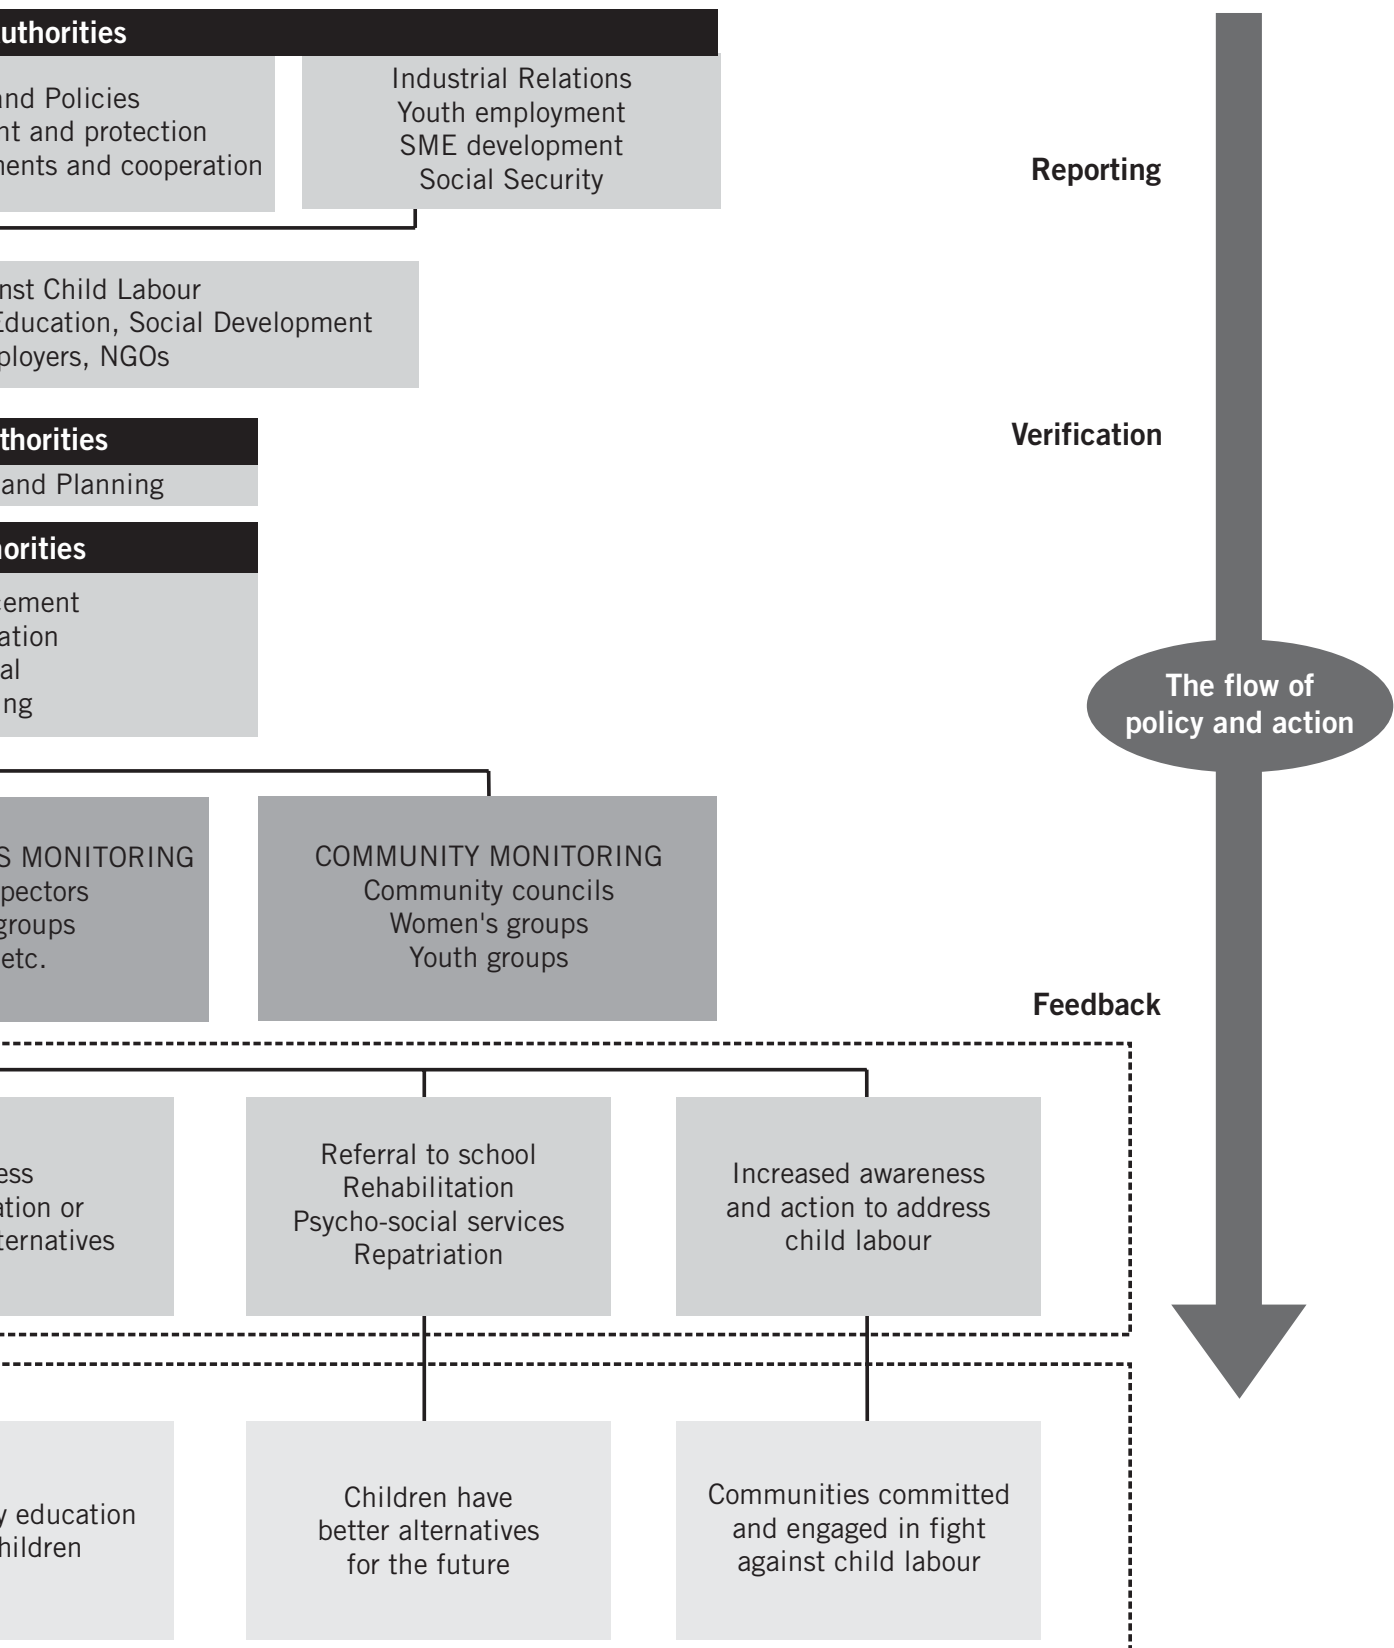 uthorities
and Policies
nt and protection
ments and cooperation
Industrial Relations
Youth employment
SME development
Social Security
Reporting
nst Child Labour
Education, Social Development
ployers, NGOs
Verification
thorities
and Planning
orities
cement
ation
al
ng
The flow of
policy and action
S MONITORING
pectors
groups
etc.
COMMUNITY MONITORING
Community councils
Women's groups
Youth groups
Feedback
ess
ation or
ternatives
Referral to school
Rehabilitation
Psycho-social services
Repatriation
Increased awareness
and action to address
child labour
y education
hildren
Children have
better alternatives
for the future
Communities committed
and engaged in fight
against child labour